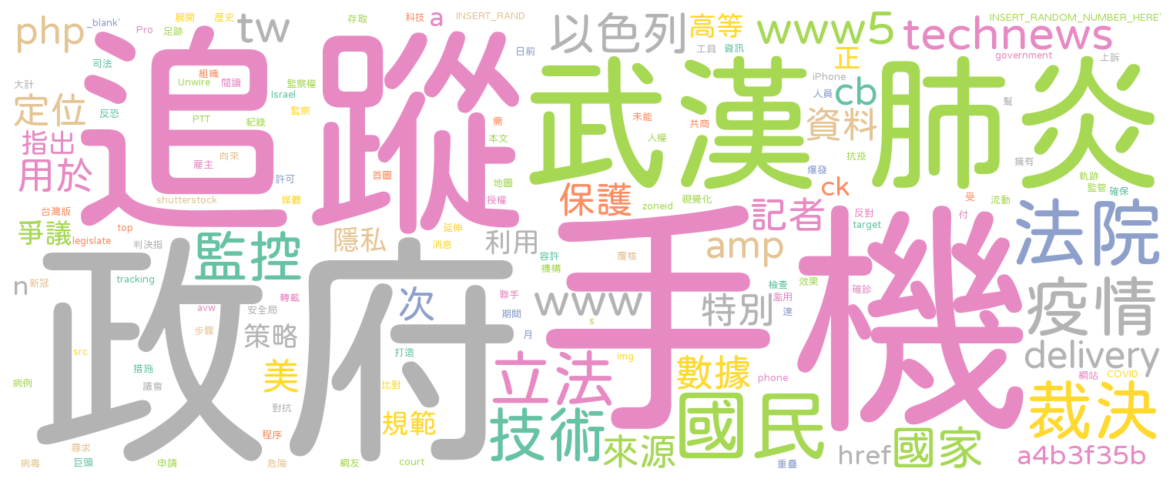 php
_blank'
Pro
足跡
展開
歷史
tw
存取
科技
a
INSERT_RAND
日前
以色列
高等
工具
資訊
www5
正
technews
INSERT_RANDOM_NUMBER_HERE'
government
上訴
大計
司法
反恐
定位
指出
用於
追蹤
組織
Unwire
閱讀
Israel
監察權
監察
PTT
紀錄
雇主
向來
許可
媒體
shutterstock
首圖
需
本文
地圖
授權
武漢
肺炎
未能
共商
人權
iPhone
人員
cb
資料
抗疫
爆發
幫
擁有
軌跡
監管
確保
ck
保護
zoneid
視覺化
記者
受
付
流動
反對
target
法院
台灣版
legislate
top
爭議
判決指
監控
隱私
延伸
消息
利用
容許
機構
覆核
amp
檢查
濫用
達
效果
確診
n
新冠
tracking
轉載
avw
安全局
次
聯手
期間
月
www
s
特別
疫情
手機
政府
步驟
策略
打造
src
措施
議會
美
對抗
比對
規範
立法
img
數據
phone
delivery
網站
COVID
裁決
病例
程序
尋求
病毒
巨頭
申請
危險
網友
court
技術
來源
國民
重疊
href
國家
a4b3f35b